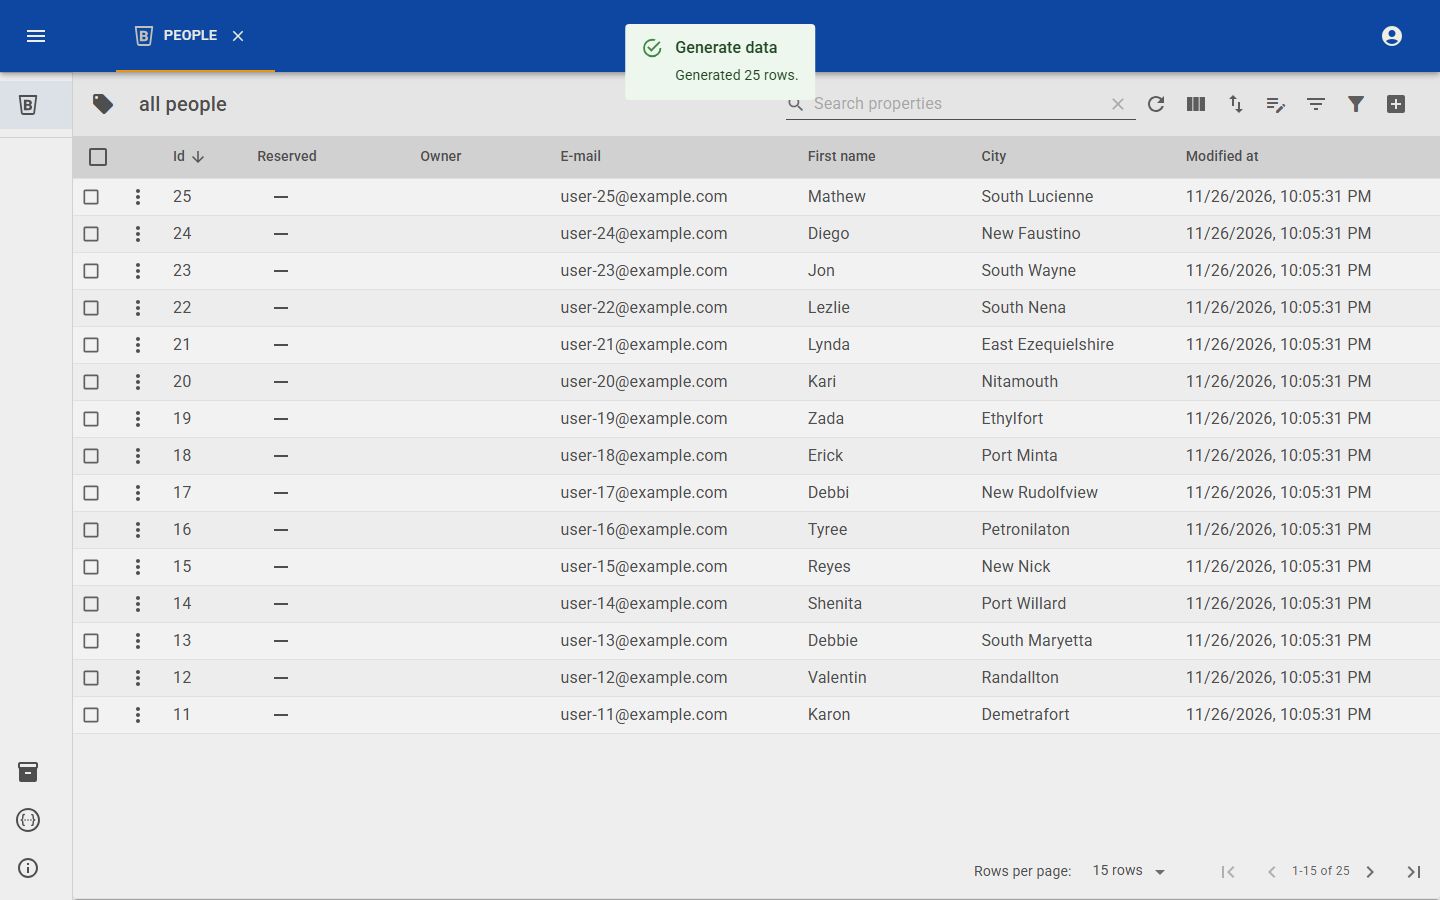 B PEOPLE
Generate data
Generated 25 rows.
B
all people
Search properties
Id Reserved Owner E-mail First name City Modified at
25 — user-25@example.com Mathew South Lucienne 11/26/2026, 10:05:31 PM
24 — user-24@example.com Diego New Faustino 11/26/2026, 10:05:31 PM
23 — user-23@example.com Jon South Wayne 11/26/2026, 10:05:31 PM
22 — user-22@example.com Lezlie South Nena 11/26/2026, 10:05:31 PM
21 — user-21@example.com Lynda East Ezequielshire 11/26/2026, 10:05:31 PM
20 — user-20@example.com Kari Nitamouth 11/26/2026, 10:05:31 PM
19 — user-19@example.com Zada Ethylfort 11/26/2026, 10:05:31 PM
18 — user-18@example.com Erick Port Minta 11/26/2026, 10:05:31 PM
17 — user-17@example.com Debbi New Rudolfview 11/26/2026, 10:05:31 PM
16 — user-16@example.com Tyree Petronilaton 11/26/2026, 10:05:31 PM
15 — user-15@example.com Reyes New Nick 11/26/2026, 10:05:31 PM
14 — user-14@example.com Shenita Port Willard 11/26/2026, 10:05:31 PM
13 — user-13@example.com Debbie South Maryetta 11/26/2026, 10:05:31 PM
12 — user-12@example.com Valentin Randallton 11/26/2026, 10:05:31 PM
11 — user-11@example.com Karon Demetrafort 11/26/2026, 10:05:31 PM
Rows per page: 15 rows 1-15 of 25